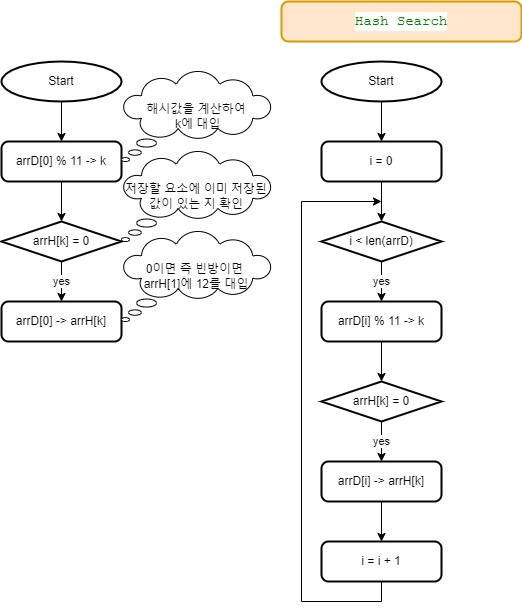 Hash Search
Start
arrD[0] % 11 -> k
해시값을 계산하여
k에 대입
arrH[k] = 0
저장할 요소에 이미 저장된
값이 있는 지 확인
yes
arrD[0] -> arrH[k]
0이면 즉 빈방이면
arrH[1]에 12를 대입
Start
i = 0
i < len(arrD)
yes
arrD[i] % 11 -> k
arrH[k] = 0
yes
arrD[i] -> arrH[k]
i = i + 1